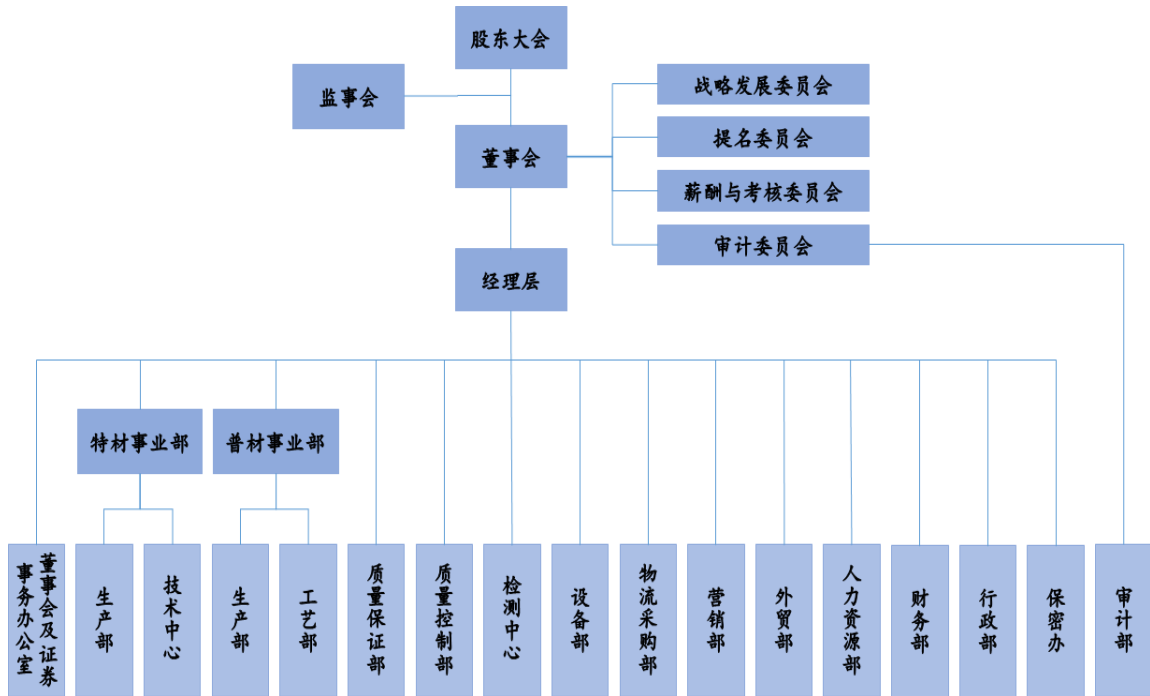 股东大会
监事会
战略发展委员会
提名委员会
董事会
薪酬与考核委员会
审计委员会
经理层
特材事业部
普材事业部
董事会及证券
事务办公室
生产部
技术中心
生产部
工艺部
质量保证部
质量控制部
检测中心
设备部
物流采购部
营销部
外贸部
人力资源部
财务部
行政部
保密办
审计部